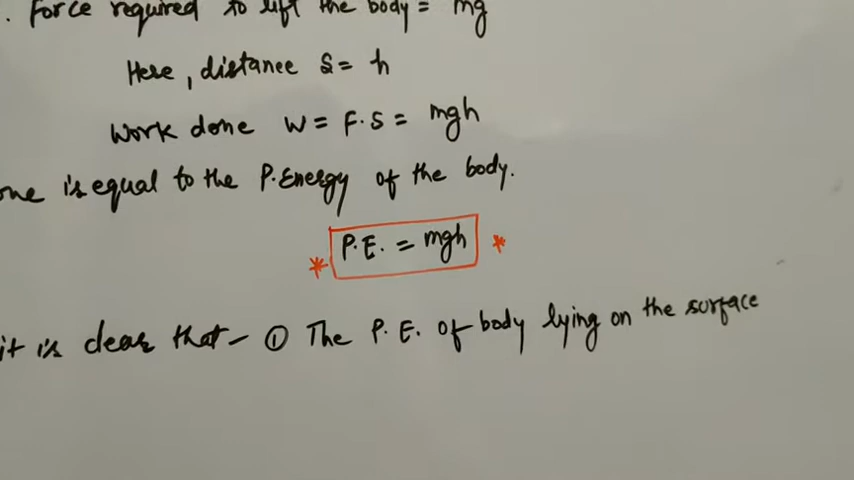 . Force required to lift the body = mg
Here, distance S = h
Work done W = F.S = mgh
one is equal to the P.Energy of the body.
* P.E. = mgh *
it is clear that - ① The P.E. of body lying on the surface